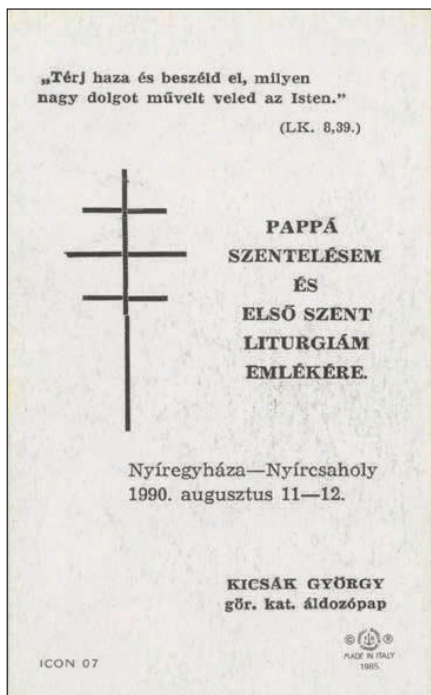 „Térj haza és beszéld el, milyen
nagy dolgot művelt veled az Isten.”
(LK. 8,39.)
PAPPÁ
SZENTELÉSEM
ÉS
ELSŐ SZENT
LITURGIÁM
EMLÉKÉRE.
Nyíregyháza—Nyírcsaholy
1990. augusztus 11—12.
KICSÁK GYÖRGY
gör. kat. áldozópap
© ®
MADE IN ITALY
1985
ICON 07